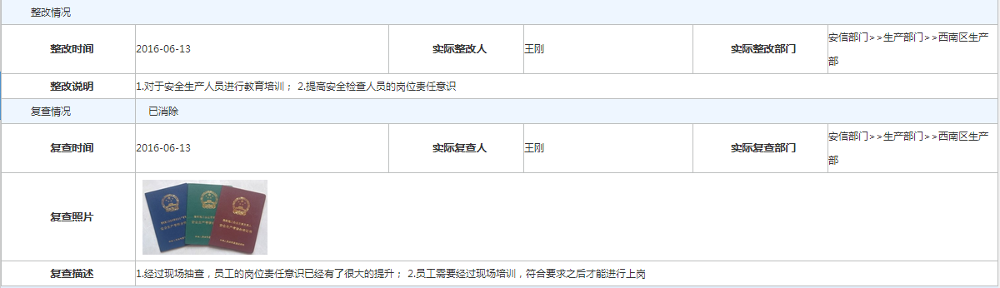 整改情况
整改时间 2016-06-13 实际整改人 王刚 实际整改部门 安信部门>>生产部门>>西南区生产
部
整改说明 1.对于安全生产人员进行教育培训； 2.提高安全检查人员的岗位责任意识
复查情况 已消除
复查时间 2016-06-13 实际复查人 王刚 实际复查部门 安信部门>>生产部门>>西南区生产
部
复查照片
复查描述 1.经过现场抽查，员工的岗位责任意识已经有了很大的提升； 2.员工需要经过现场培训，符合要求之后才能进行上岗